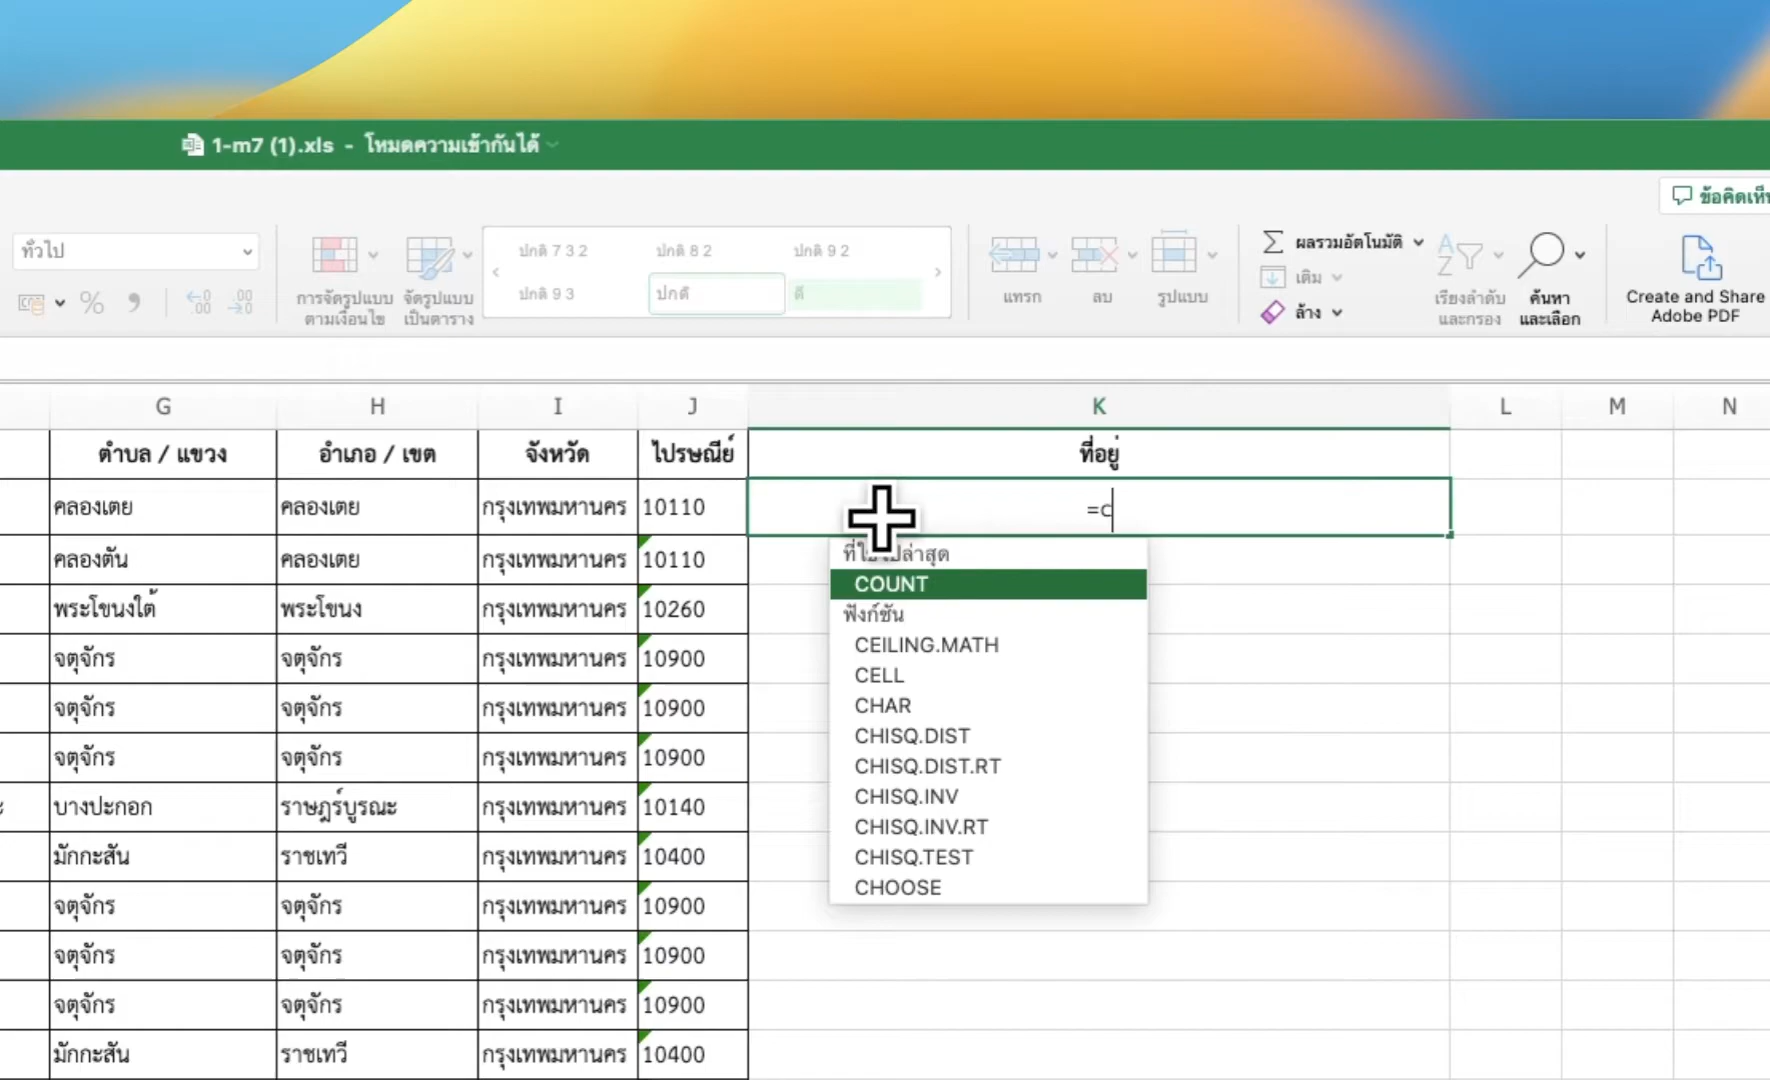 1-m7 (1).xls - โหมดความเข้ากันได้
ข้อคิดเห็น
ทั่วไป
% ,
การจัดรูปแบบ
ตามเงื่อนไข
จัดรูปแบบ
เป็นตาราง
ปกติ 7 3 2 ปกติ 8 2 ปกติ 9 2
ปกติ 9 3 ปกติ ดี
แทรก ลบ รูปแบบ
ผลรวมอัตโนมัติ
เติม
ล้าง
เรียงลำดับ
และกรอง
ค้นหา
และเลือก
Create and Share
Adobe PDF
G H I J K L M N
ตำบล / แขวง อำเภอ / เขต จังหวัด ไปรษณีย์ ที่อยู่
คลองเตย คลองเตย กรุงเทพมหานคร 10110 =c
คลองตัน คลองเตย กรุงเทพมหานคร 10110
พระโขนงใต้ พระโขนง กรุงเทพมหานคร 10260
จตุจักร จตุจักร กรุงเทพมหานคร 10900
จตุจักร จตุจักร กรุงเทพมหานคร 10900
จตุจักร จตุจักร กรุงเทพมหานคร 10900
บางปะกอก ราษฎร์บูรณะ กรุงเทพมหานคร 10140
มักกะสัน ราชเทวี กรุงเทพมหานคร 10400
จตุจักร จตุจักร กรุงเทพมหานคร 10900
จตุจักร จตุจักร กรุงเทพมหานคร 10900
จตุจักร จตุจักร กรุงเทพมหานคร 10900
มักกะสัน ราชเทวี กรุงเทพมหานคร 10400
COUNT
ฟังก์ชัน
CEILING.MATH
CELL
CHAR
CHISQ.DIST
CHISQ.DIST.RT
CHISQ.INV
CHISQ.INV.RT
CHISQ.TEST
CHOOSE